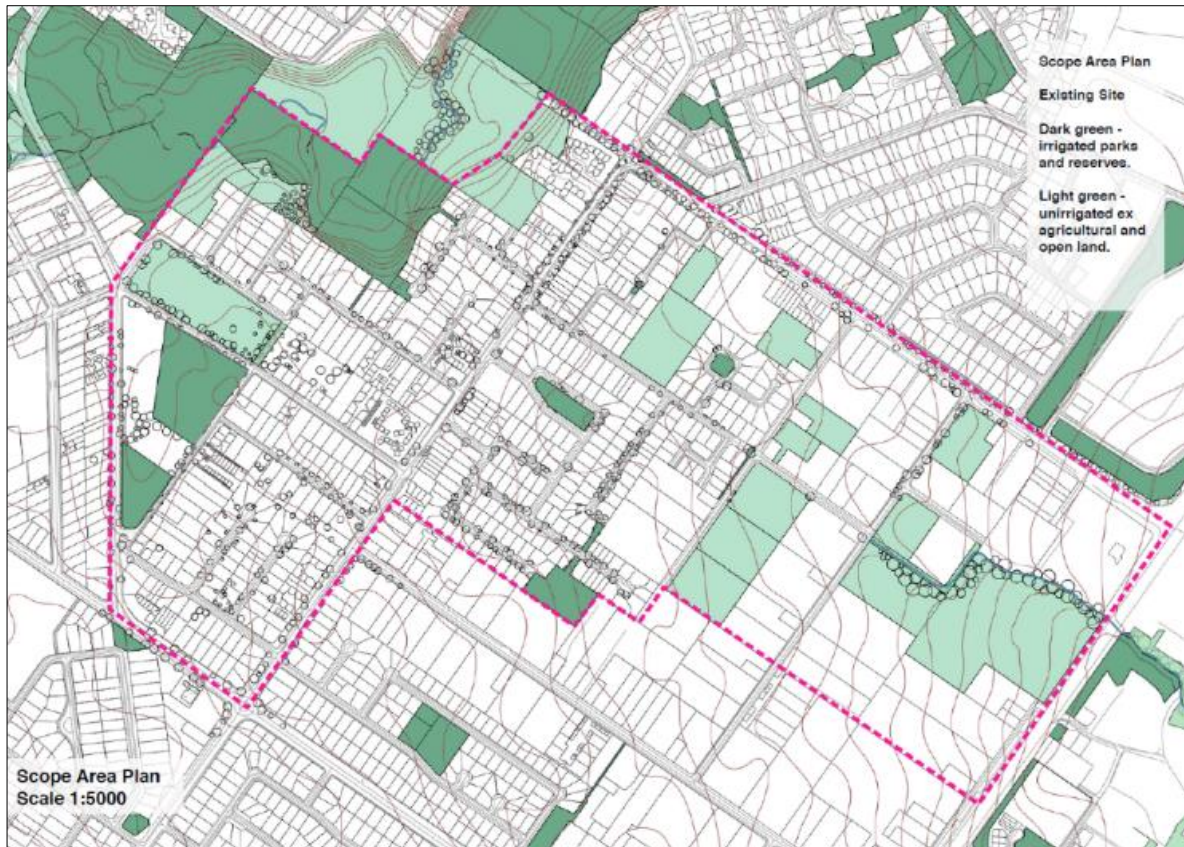 Scope Area Plan
Existing Site
Dark green -
irrigated parks
and reserves.
Light green -
unirrigated ex
agricultural and
open land.
Scope Area Plan
Scale 1:5000